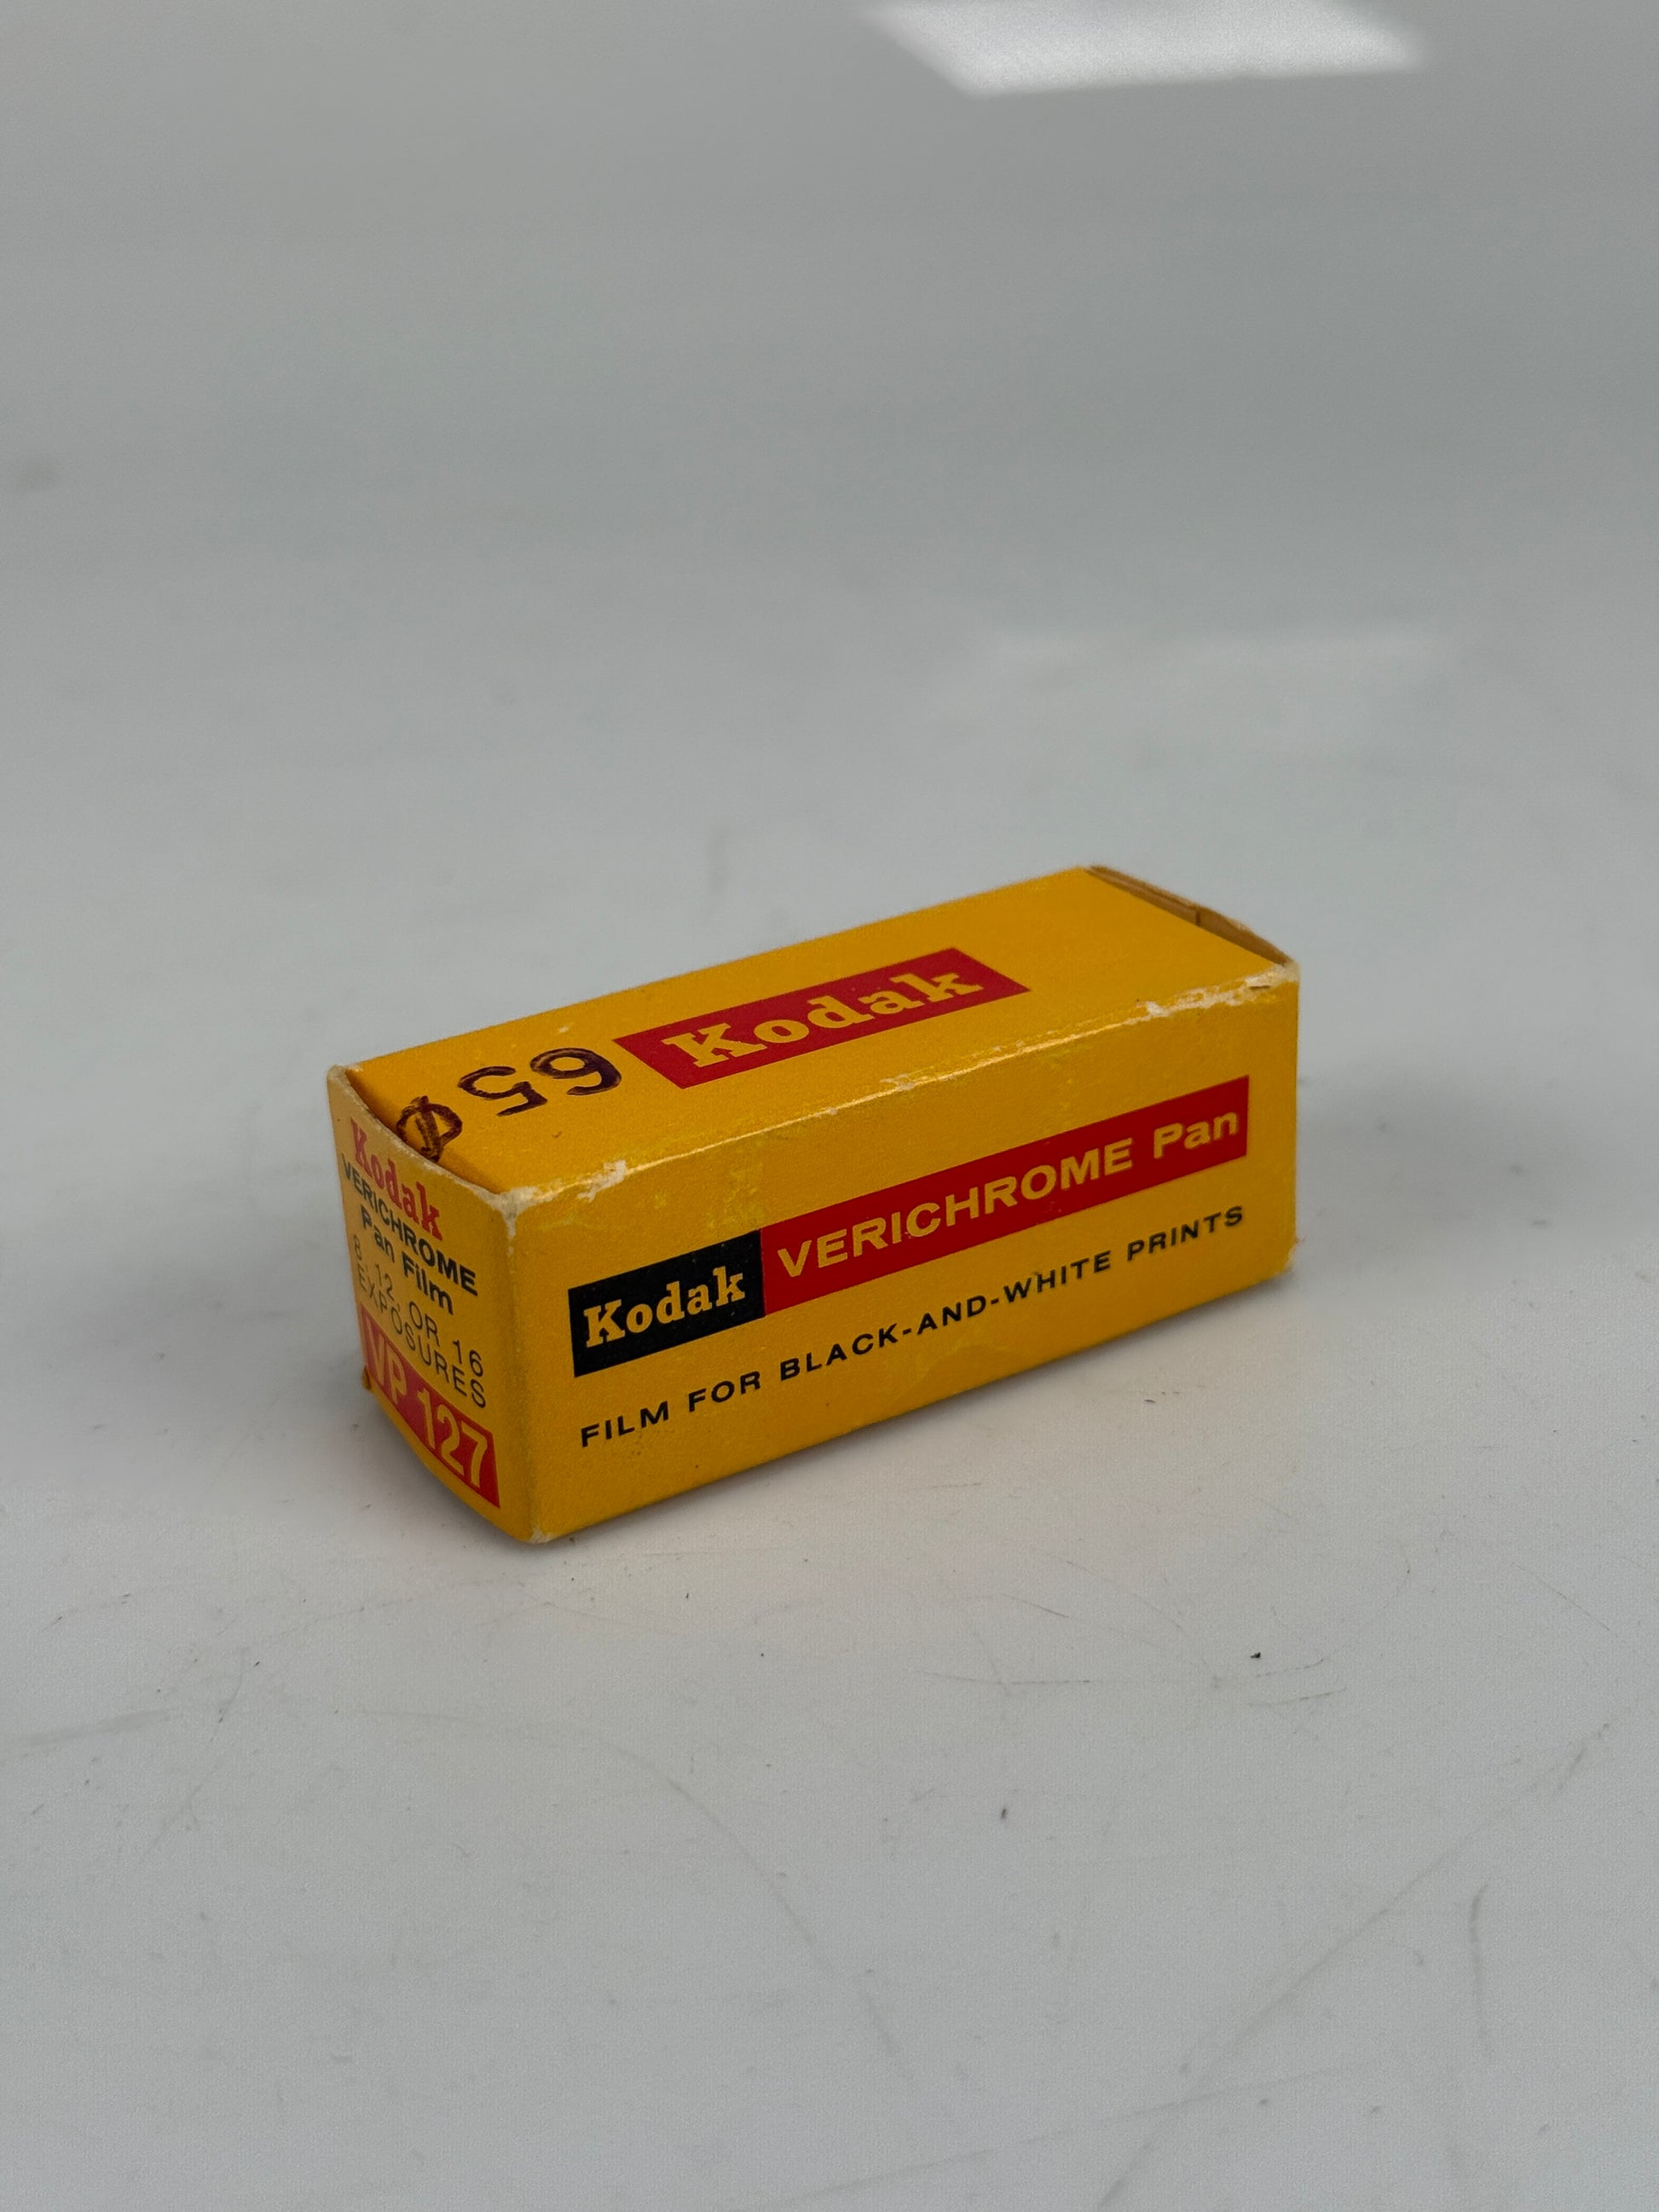 Kodak
65¢
Kodak
VERICHROME
Pan Film
8, 12, OR 16
EXPOSURES
VP 127
Kodak VERICHROME Pan
FILM FOR BLACK-AND-WHITE PRINTS